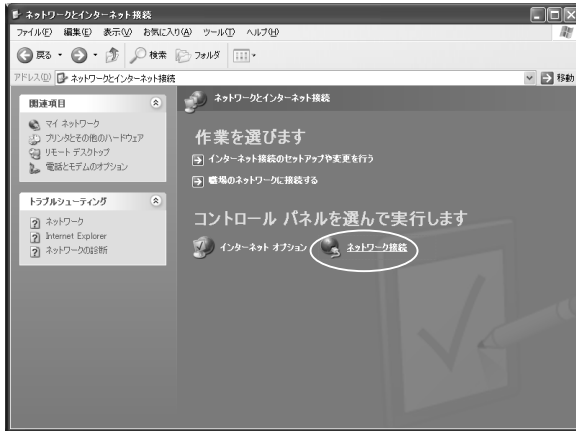 ネットワークとインターネット接続
ファイル(F) 編集(E) 表示(V) お気に入り(A) ツール(T) ヘルプ(H)
戻る 検索 フォルダ
アドレス(D) ネットワークとインターネット接続 移動
関連項目
マイ ネットワーク
プリンタとその他のハードウェア
リモート デスクトップ
電話とモデムのオプション
トラブルシューティング
ネットワーク
Internet Explorer
ネットワークの診断
ネットワークとインターネット接続
作業を選びます
インターネット接続のセットアップや変更を行う
職場のネットワークに接続する
コントロール パネルを選んで実行します
インターネット オプション ネットワーク接続